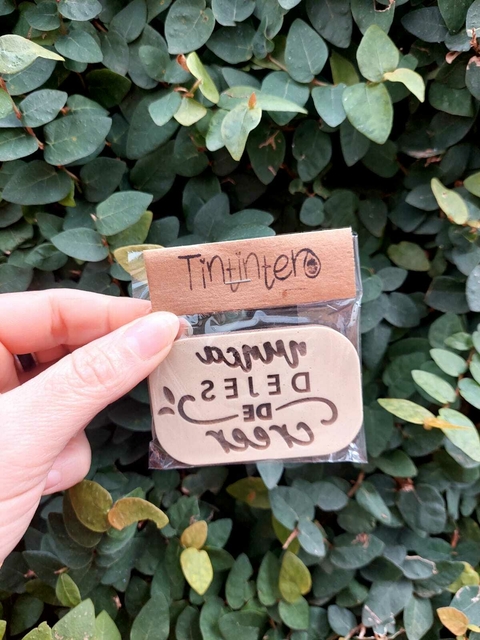 Tintintero
nunca
DEJES
DE
creer